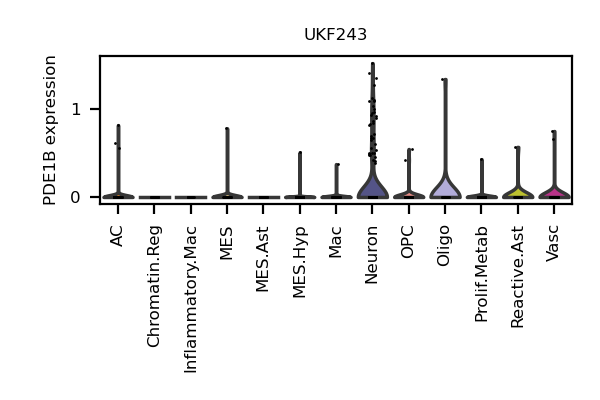 UKF243
PDE1B expression
1
0
AC
Chromatin.Reg
Inflammatory.Mac
MES
MES.Ast
MES.Hyp
Mac
Neuron
OPC
Oligo
Prolif.Metab
Reactive.Ast
Vasc